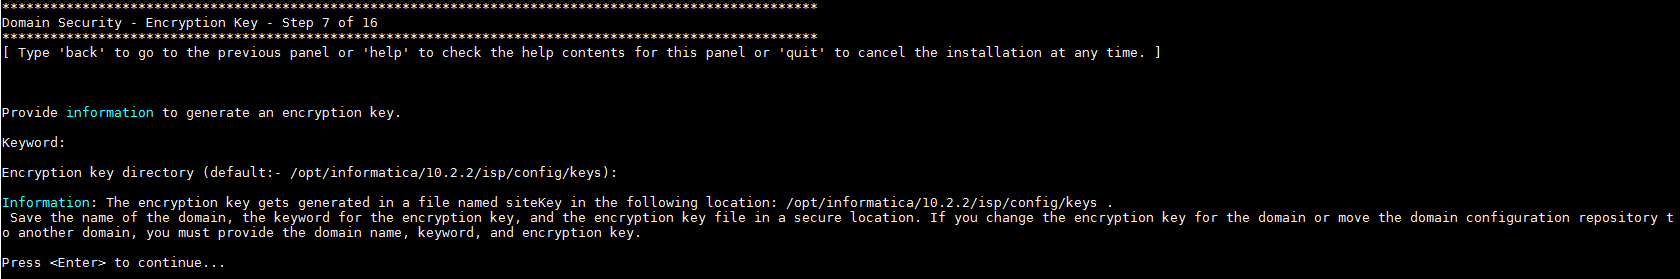 ******************************************************************************************************
Domain Security - Encryption Key - Step 7 of 16
******************************************************************************************************
[ Type 'back' to go to the previous panel or 'help' to check the help contents for this panel or 'quit' to cancel the installation at any time. ]
Provide information to generate an encryption key.
Keyword:
Encryption key directory (default:- /opt/informatica/10.2.2/isp/config/keys):
Information: The encryption key gets generated in a file named siteKey in the following location: /opt/informatica/10.2.2/isp/config/keys .
 Save the name of the domain, the keyword for the encryption key, and the encryption key file in a secure location. If you change the encryption key for the domain or move the domain configuration repository t
o another domain, you must provide the domain name, keyword, and encryption key.
Press <Enter> to continue...